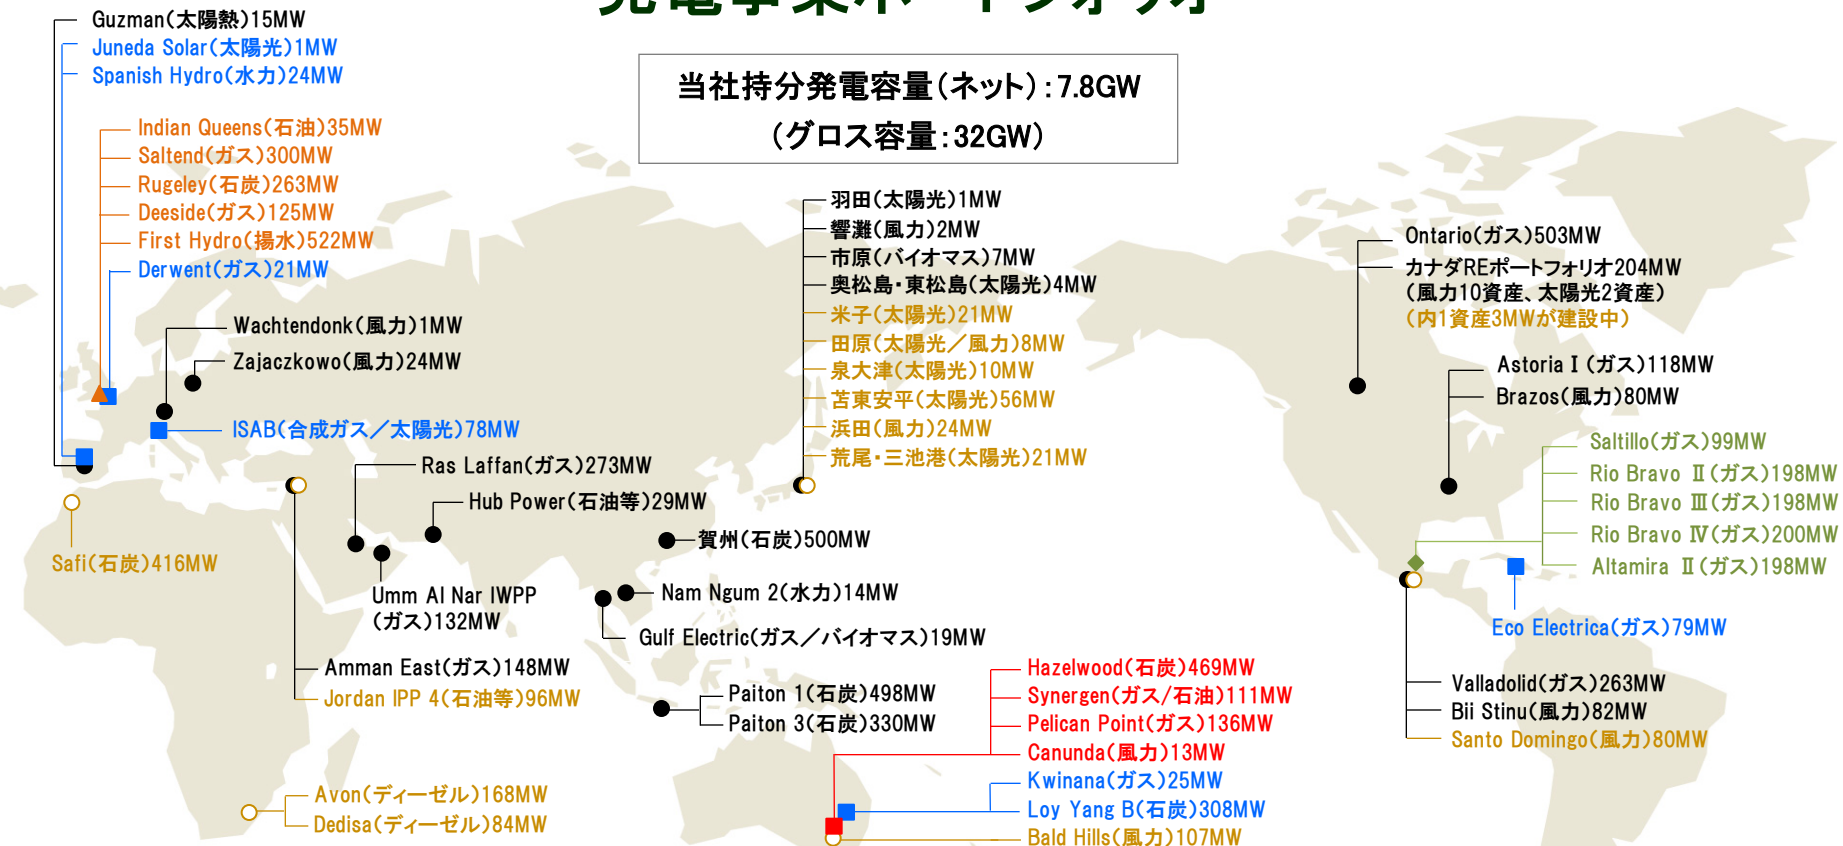 発電事業ポートフォリオ
当社持分発電容量(ネット):7.8GW
(グロス容量:32GW)
Guzman(太陽熱)15MW
Juneda Solar(太陽光)1MW
Spanish Hydro(水力)24MW
Indian Queens(石油)35MW
Saltend(ガス)300MW
Rugeley(石炭)263MW
Deeside(ガス)125MW
First Hydro(揚水)522MW
Derwent(ガス)21MW
Wachtendonk(風力)1MW
Zajaczkowo(風力)24MW
ISAB(合成ガス/太陽光)78MW
Ras Laffan(ガス)273MW
Hub Power(石油等)29MW
Safi(石炭)416MW
Umm Al Nar IWPP
(ガス)132MW
Amman East(ガス)148MW
Jordan IPP 4(石油等)96MW
Avon(ディーゼル)168MW
Dedisa(ディーゼル)84MW
羽田(太陽光)1MW
響灘(風力)2MW
市原(バイオマス)7MW
奥松島・東松島(太陽光)4MW
米子(太陽光)21MW
田原(太陽光/風力)8MW
泉大津(太陽光)10MW
苫東安平(太陽光)56MW
浜田(風力)24MW
荒尾・三池港(太陽光)21MW
賀州(石炭)500MW
Nam Ngum 2(水力)14MW
Gulf Electric(ガス/バイオマス)19MW
Paiton 1(石炭)498MW
Paiton 3(石炭)330MW
Hazelwood(石炭)469MW
Synergen(ガス/石油)111MW
Pelican Point(ガス)136MW
Canunda(風力)13MW
Kwinana(ガス)25MW
Loy Yang B(石炭)308MW
Bald Hills(風力)107MW
Ontario(ガス)503MW
カナダREポートフォリオ204MW
(風力10資産、太陽光2資産)
(内1資産3MWが建設中)
Astoria I(ガス)118MW
Brazos(風力)80MW
Saltillo(ガス)99MW
Rio Bravo Ⅱ(ガス)198MW
Rio Bravo Ⅲ(ガス)198MW
Rio Bravo Ⅳ(ガス)200MW
Altamira Ⅱ(ガス)198MW
Eco Electrica(ガス)79MW
Valladolid(ガス)263MW
Bii Stinu(風力)82MW
Santo Domingo(風力)80MW